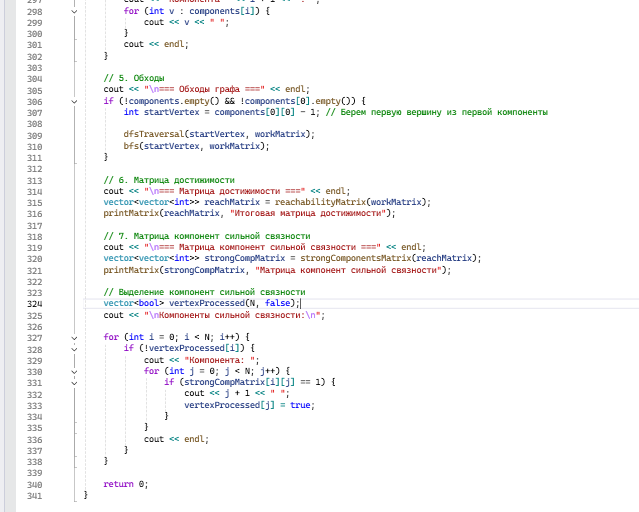 298 for (int v : components[i]) {
299 cout << v << " ";
300 }
301 cout << endl;
302 }
303
304 // 5. Обходы
305 cout << "\n=== Обходы графа ===" << endl;
306 if (!components.empty() && !components[0].empty()) {
307 int startVertex = components[0][0] - 1; // Берем первую вершину из первой компоненты
308
309 dfsTraversal(startVertex, workMatrix);
310 bfs(startVertex, workMatrix);
311 }
312
313 // 6. Матрица достижимости
314 cout << "\n=== Матрица достижимости ===" << endl;
315 vector<vector<int>> reachMatrix = reachabilityMatrix(workMatrix);
316 printMatrix(reachMatrix, "Итоговая матрица достижимости");
317
318 // 7. Матрица компонент сильной связности
319 cout << "\n=== Матрица компонент сильной связности ===" << endl;
320 vector<vector<int>> strongCompMatrix = strongComponentsMatrix(reachMatrix);
321 printMatrix(strongCompMatrix, "Матрица компонент сильной связности");
322
323 // Выделение компонент сильной связности
324 vector<bool> vertexProcessed(N, false);
325 cout << "\nКомпоненты сильной связности:\n";
326
327 for (int i = 0; i < N; i++) {
328 if (!vertexProcessed[i]) {
329 cout << "Компонента: ";
330 for (int j = 0; j < N; j++) {
331 if (strongCompMatrix[i][j] == 1) {
332 cout << j + 1 << " ";
333 vertexProcessed[j] = true;
334 }
335 }
336 cout << endl;
337 }
338 }
339
340 return 0;
341 }